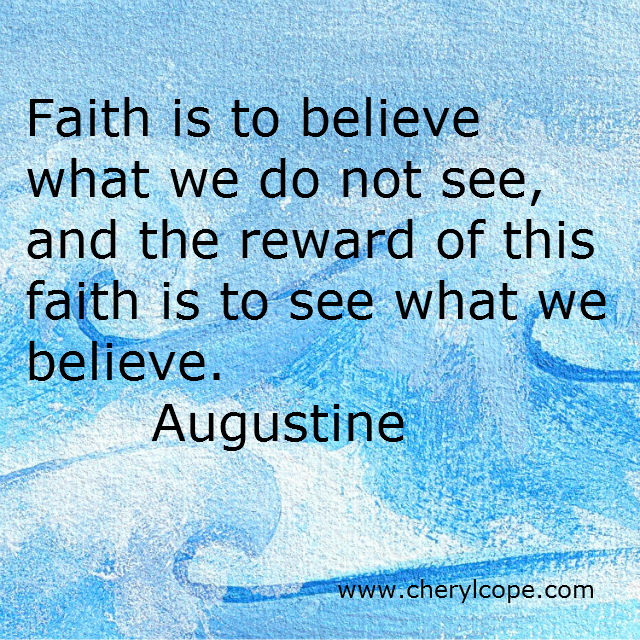 Faith is to believe
what we do not see,
and the reward of this
faith is to see what we
believe.
Augustine
www.cherylcope.com